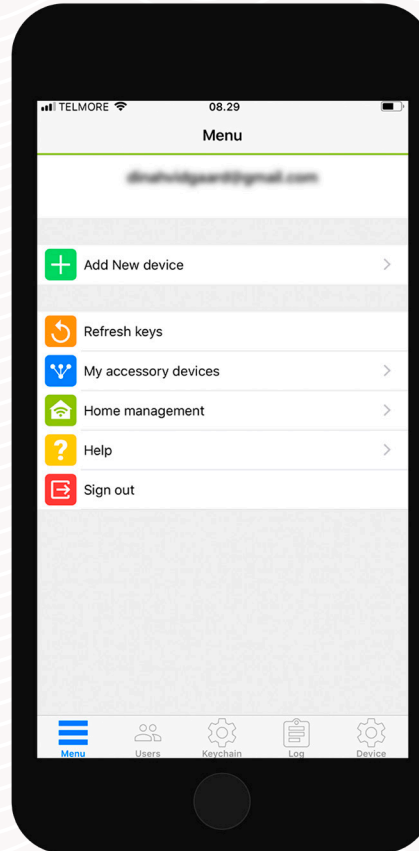 TELMORE 08.29
Menu
Add New device
Refresh keys
My accessory devices
Home management
Help
Sign out
Menu Users Keychain Log Device